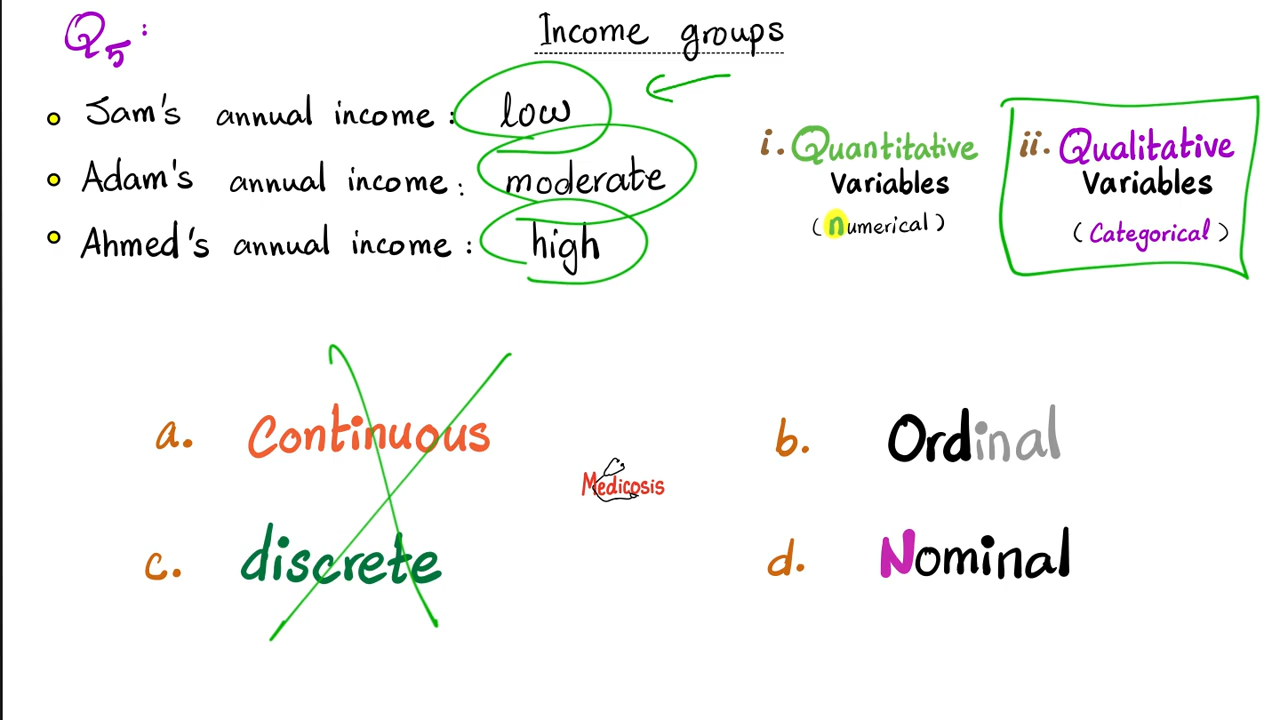 Q5:
Income groups
Sam's annual income: low
Adam's annual income: moderate
Ahmed's annual income: high
i. Quantitative
Variables
(numerical)
ii. Qualitative
Variables
(Categorical)
a. Continuous
b. Ordinal
Medicosis
c. discrete
d. Nominal